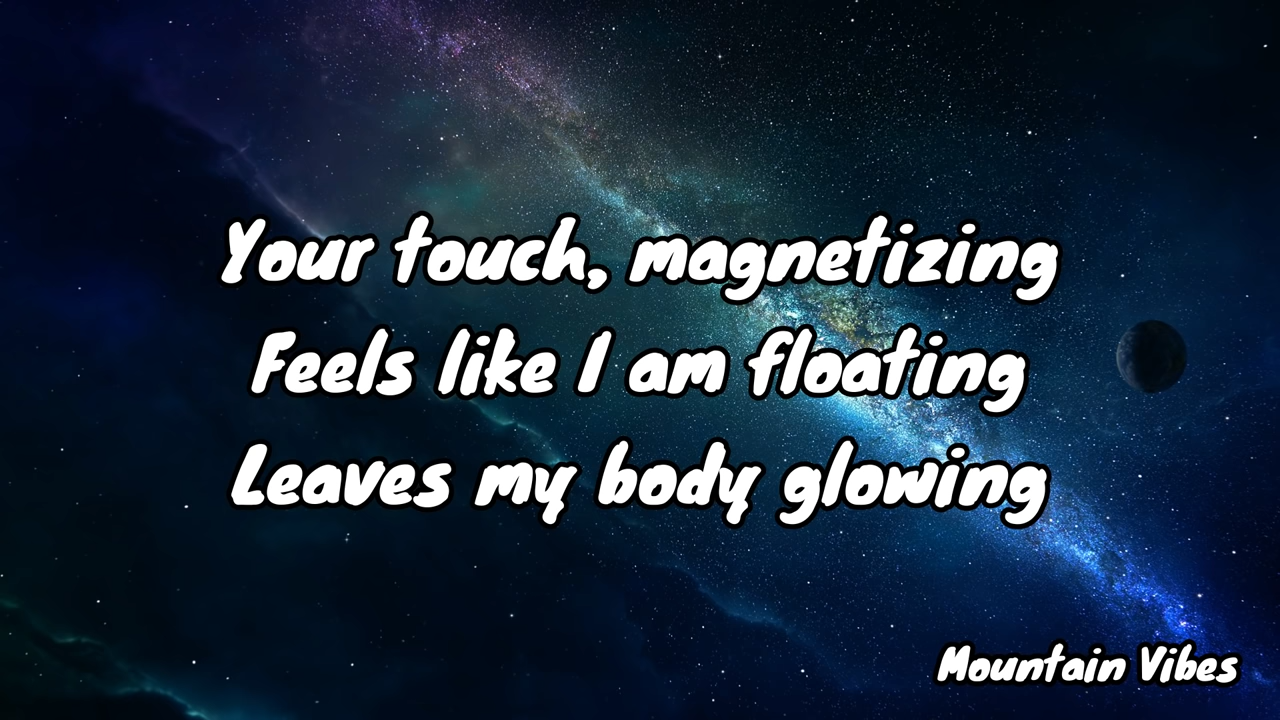 Your touch, magnetizing
Feels like I am floating
Leaves my body glowing
Mountain Vibes